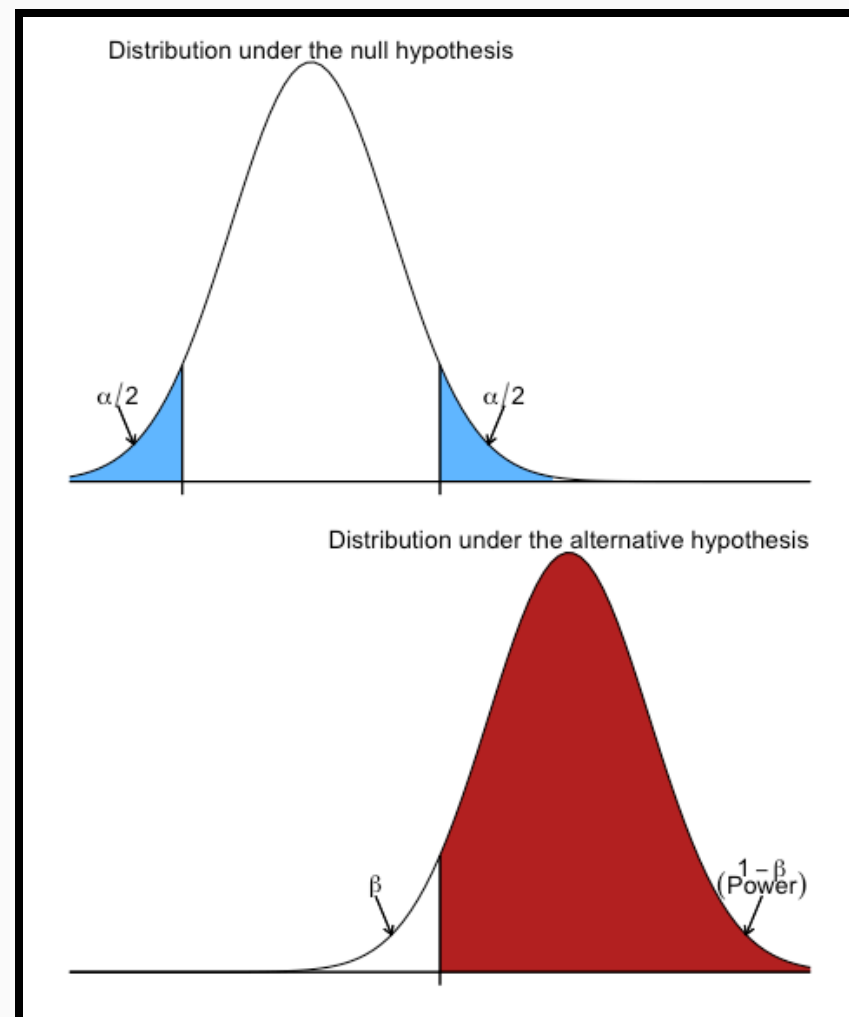 Distribution under the null hypothesis
α/2
α/2
Distribution under the alternative hypothesis
β
1 − β
(Power)